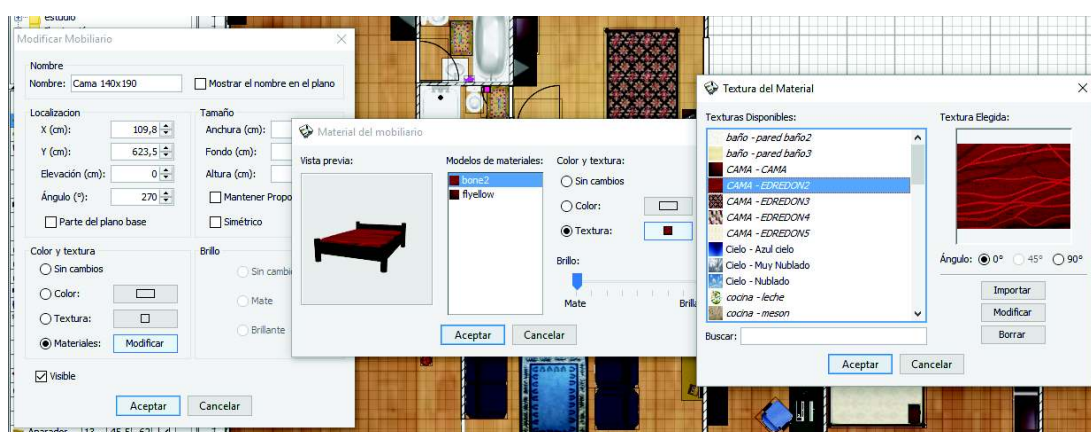 estudio
Modificar Mobiliario
Nombre
Nombre: Cama 140x190
Mostrar el nombre en el plano
Localizacion
X (cm): 109,8
Y (cm): 623,5
Elevación (cm): 0
Ángulo (º): 270
Parte del plano base
Tamaño
Anchura (cm):
Fondo (cm):
Altura (cm):
Mantener Propo
Simétrico
Color y textura
Sin cambios
Color:
Textura:
Materiales: Modificar
Brillo
Sin cambi
Mate
Brillante
Visible
Aceptar Cancelar
Material del mobiliario
Vista previa:
Modelos de materiales:
bone2
flyellow
Color y textura:
Sin cambios
Color:
Textura:
Brillo:
Mate Brilla
Aceptar Cancelar
Textura del Material
Texturas Disponibles:
baño - pared baño2
baño - pared baño3
CAMA - CAMA
CAMA - EDREDON2
CAMA - EDREDON3
CAMA - EDREDON4
CAMA - EDREDON5
Cielo - Azul cielo
Cielo - Muy Nublado
Cielo - Nublado
cocina - leche
cocina - meson
Buscar:
Textura Elegida:
Ángulo: 0º 45º 90º
Importar
Modificar
Borrar
Aceptar Cancelar